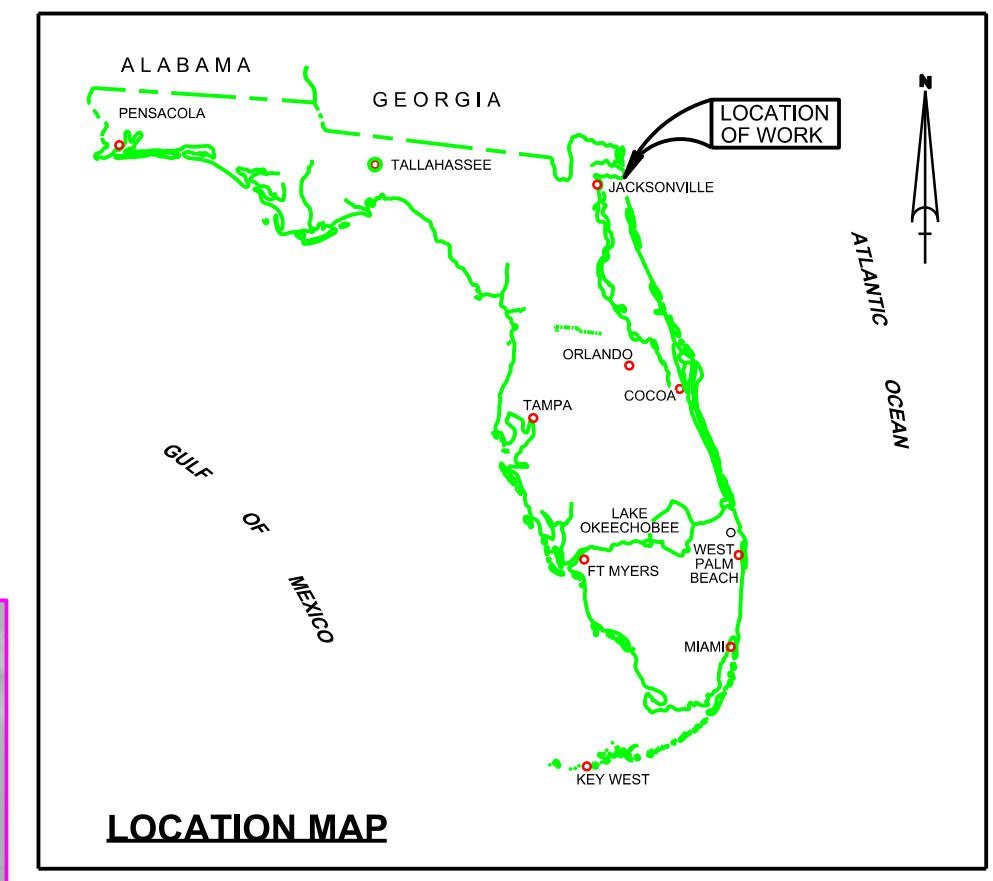 ALABAMA
GEORGIA
N
LOCATION
OF WORK
PENSACOLA
TALLAHASSEE
JACKSONVILLE
ATLANTIC
OCEAN
ORLANDO
COCOA
TAMPA
GULF
OF
MEXICO
LAKE
OKEECHOBEE
WEST
PALM
BEACH
FT MYERS
MIAMI
KEY WEST
LOCATION MAP